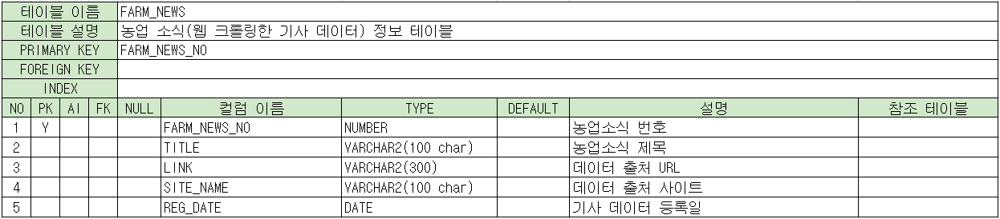 테이블 이름 FARM_NEWS
테이블 설명 농업 소식(웹 크롤링한 기사 데이터) 정보 테이블
PRIMARY KEY FARM_NEWS_NO
FOREIGN KEY
INDEX
NO PK AI FK NULL 컬럼 이름 TYPE DEFAULT 설명 참조 테이블
1 Y FARM_NEWS_NO NUMBER 농업소식 번호
2 TITLE VARCHAR2(100 char) 농업소식 제목
3 LINK VARCHAR2(300) 데이터 출처 URL
4 SITE_NAME VARCHAR2(100 char) 데이터 출처 사이트
5 REG_DATE DATE 기사 데이터 등록일